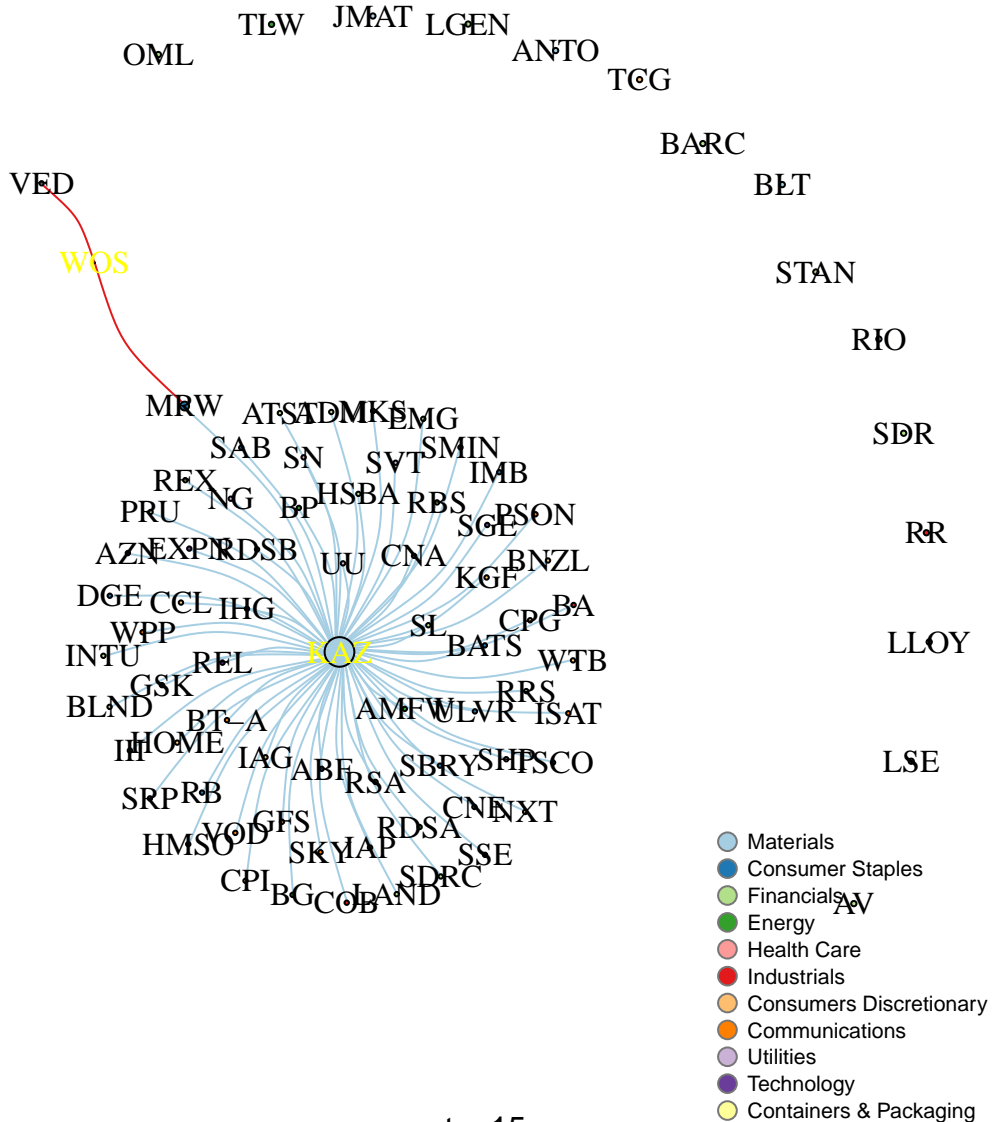 JMAT
TLW
LGEN
ANTO
OML
TCG
BARC
VED
BLT
WOS
STAN
RIO
MRW
ATST
ADM
MKS
EMG
SDR
SAB
SN
SVT
SMIN
IMB
REX
NG
BP
HSBA
RBS
PRU
SGE
PSON
RR
AZN
EXPN
RDSB
UU
CNA
BNZL
KGF
DGE
CCL
IHG
BA
WPP
SL
CPG
LLOY
INTU
REL
KAZ
BATS
WTB
GSK
RRS
BLND
BT-A
AMFW
ULVR
ISAT
III
HOME
IAG
ABF
SBRY
SHP
TSCO
LSE
SRP
RB
RSA
CNE
NXT
HMSO
VOD
GFS
SKY
IAP
RDSA
SSE
CPI
BG
COB
LAND
SDRC
AV
Materials
Consumer Staples
Financials
Energy
Health Care
Industrials
Consumers Discretionary
Communications
Utilities
Technology
Containers & Packaging